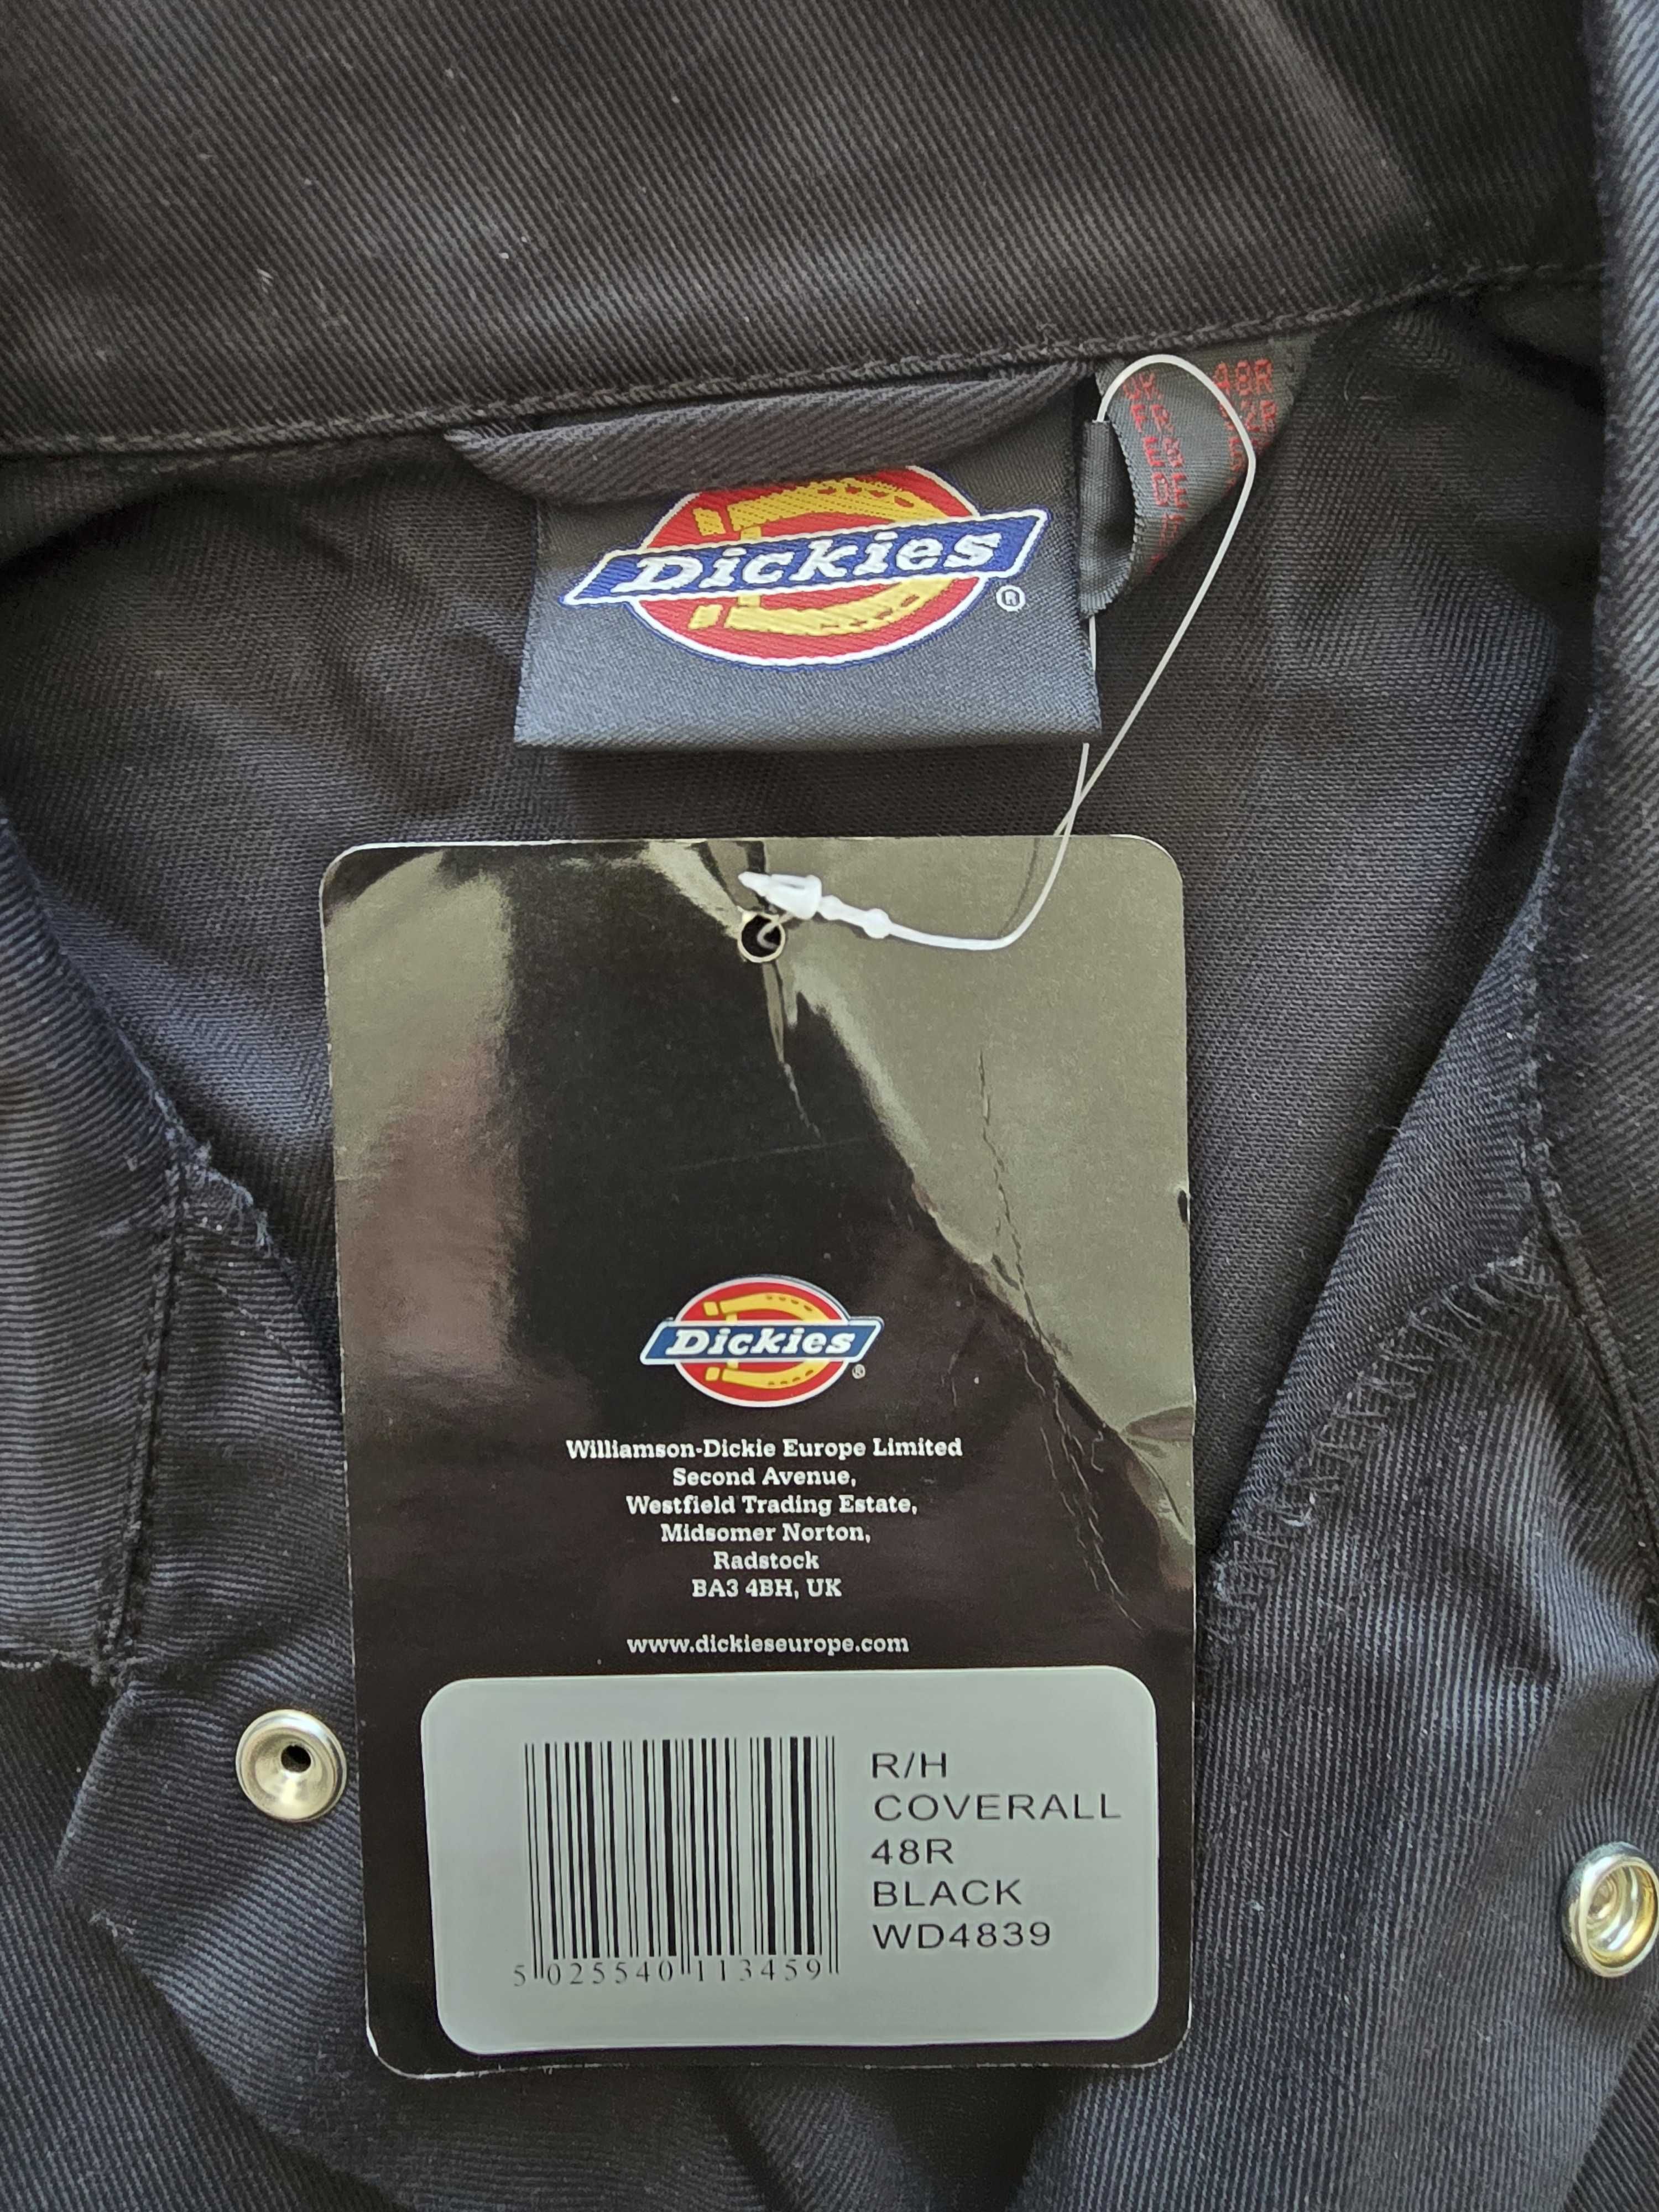 48R
Dickies
®
Dickies
®
Williamson-Dickie Europe Limited
Second Avenue,
Westfield Trading Estate,
Midsomer Norton,
Radstock
BA3 4BH, UK
www.dickieseurope.com
R/H
COVERALL
48R
BLACK
WD4839
5 025540 113459